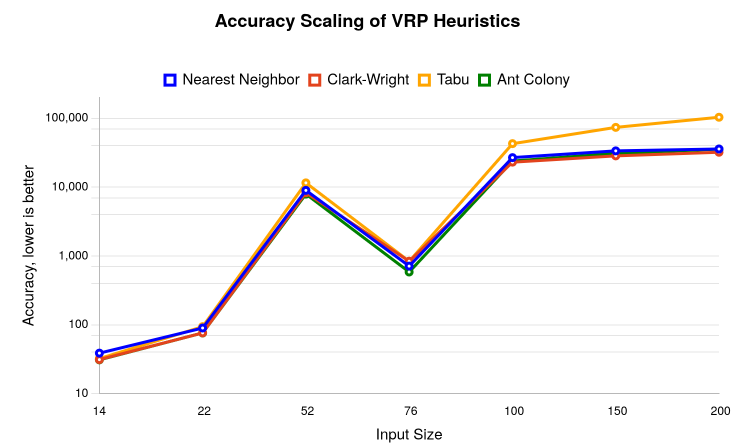 Accuracy Scaling of VRP Heuristics
Nearest Neighbor Clark-Wright Tabu Ant Colony
Accuracy, lower is better
100,000
10,000
1,000
100
10
14 22 52 76 100 150 200
Input Size